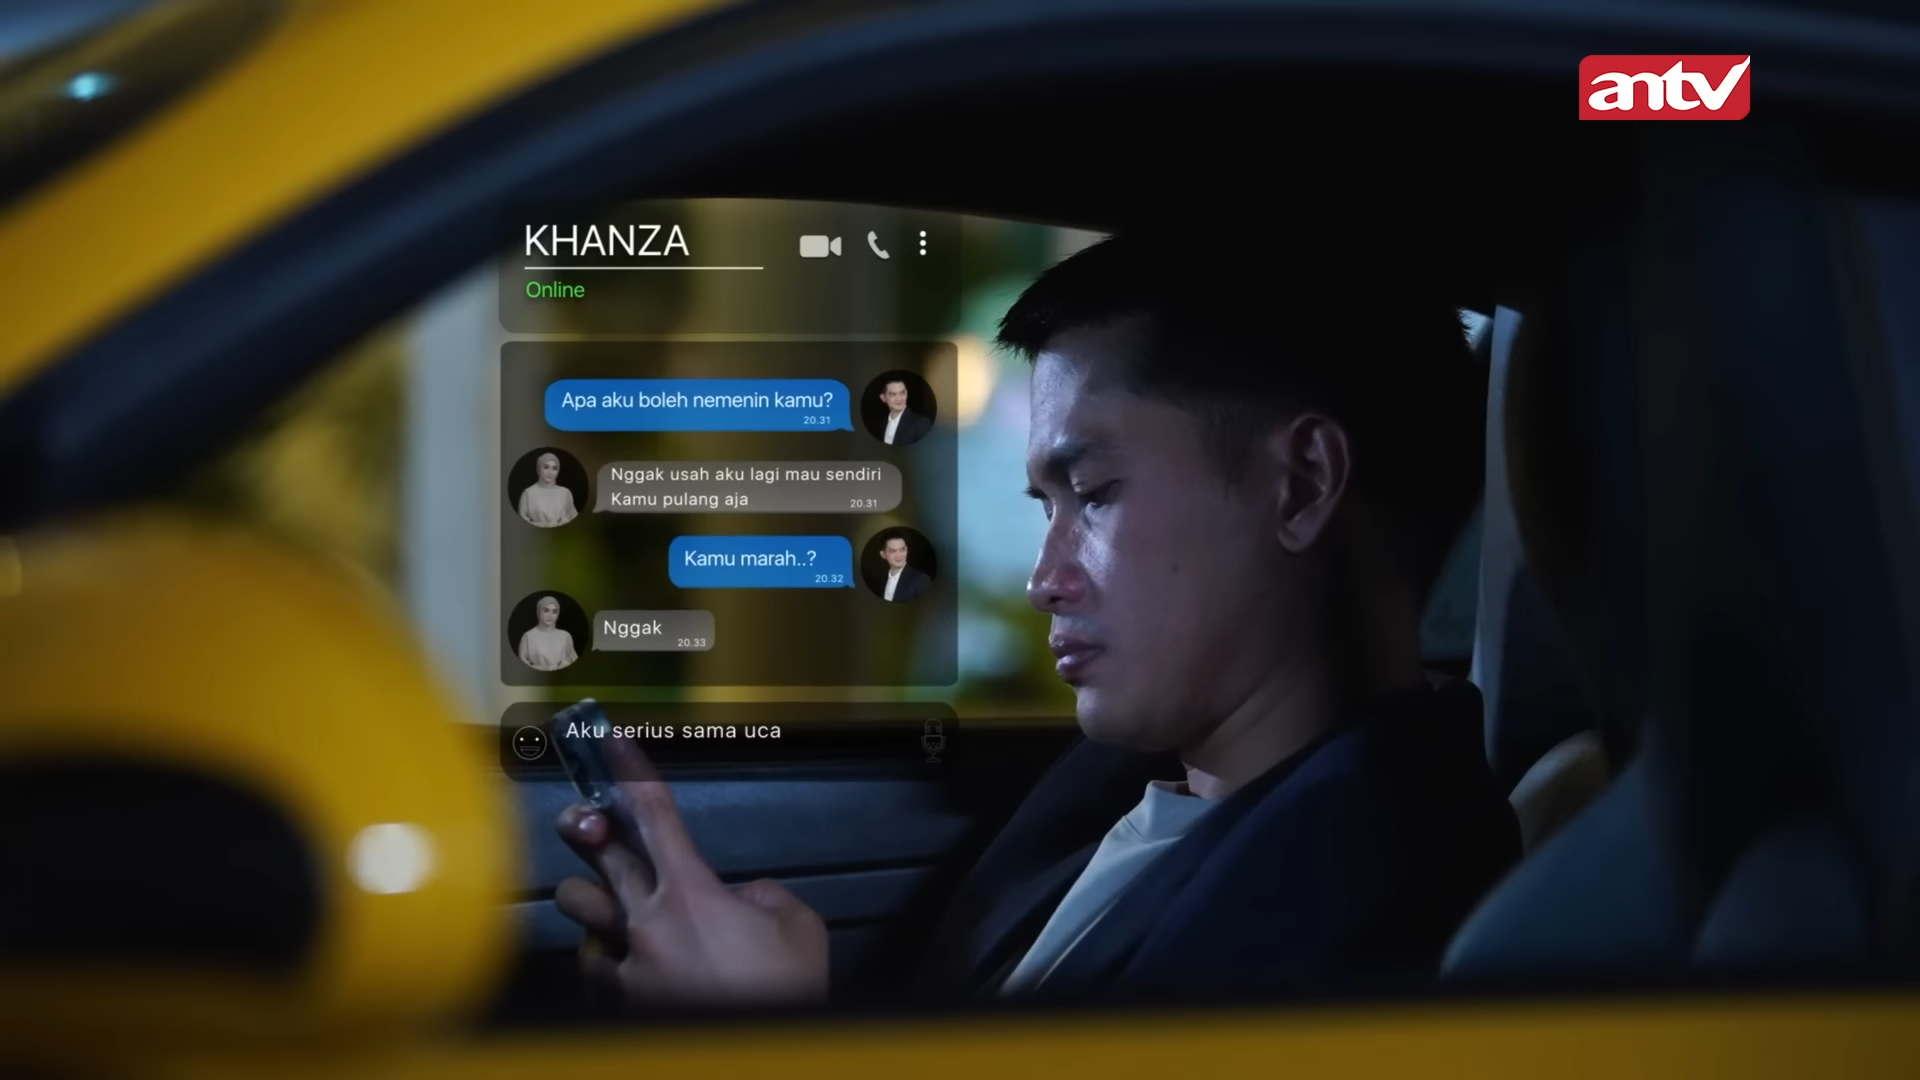 antv
KHANZA
Online
Apa aku boleh nemenin kamu?
20.31
Nggak usah aku lagi mau sendiri
Kamu pulang aja
20.31
Kamu marah..?
20.32
Nggak
20.33
Aku serius sama uca